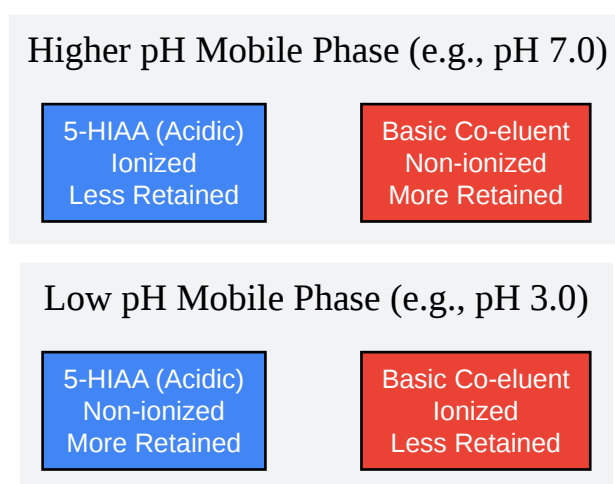 Higher pH Mobile Phase (e.g., pH 7.0)
5-HIAA (Acidic)
Ionized
Less Retained
Basic Co-eluent
Non-ionized
More Retained
Low pH Mobile Phase (e.g., pH 3.0)
5-HIAA (Acidic)
Non-ionized
More Retained
Basic Co-eluent
Ionized
Less Retained